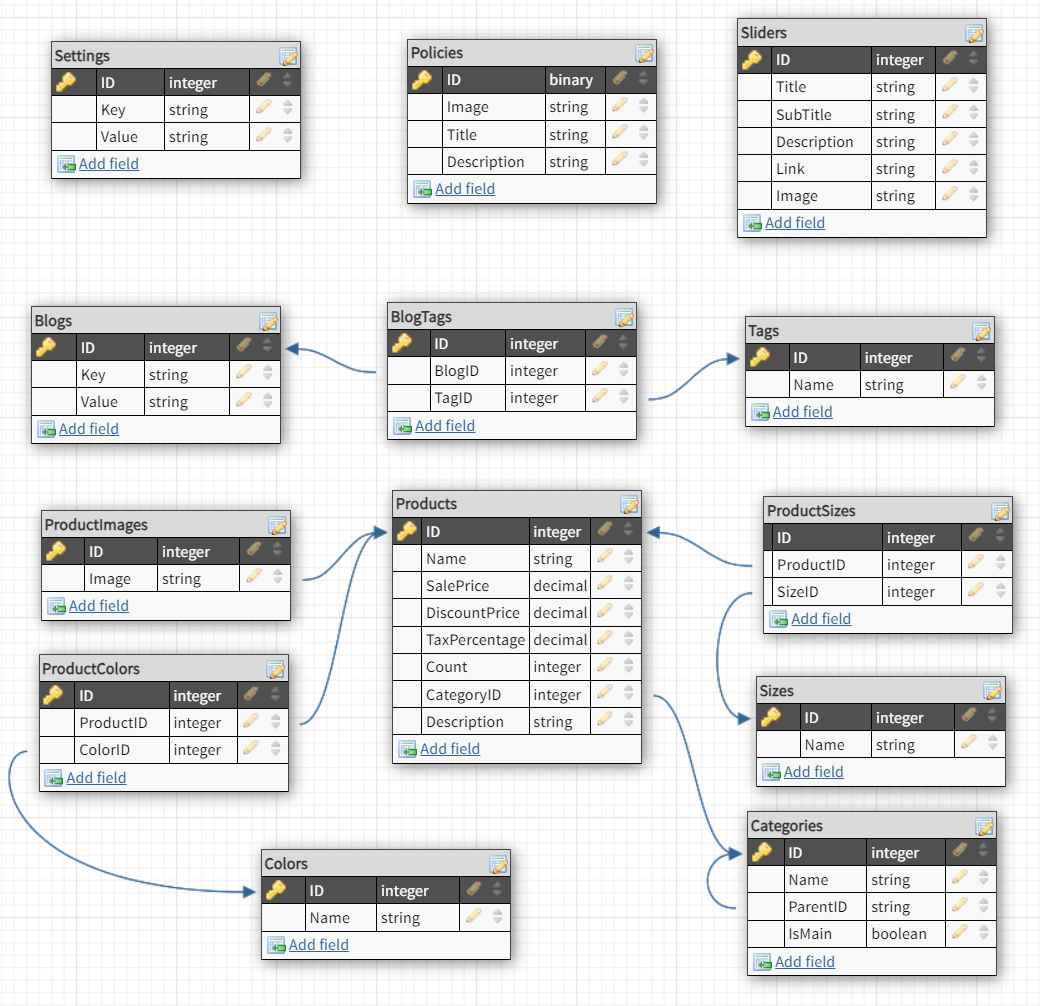 Settings
ID integer
Key string
Value string
Add field
Policies
ID binary
Image string
Title string
Description string
Add field
Sliders
ID integer
Title string
SubTitle string
Description string
Link string
Image string
Add field
Blogs
ID integer
Key string
Value string
Add field
BlogTags
ID integer
BlogID integer
TagID integer
Add field
Tags
ID integer
Name string
Add field
ProductImages
ID integer
Image string
Add field
Products
ID integer
Name string
SalePrice decimal
DiscountPrice decimal
TaxPercentage decimal
Count integer
CategoryID integer
Description string
Add field
ProductSizes
ID integer
ProductID integer
SizeID integer
Add field
ProductColors
ID integer
ProductID integer
ColorID integer
Add field
Sizes
ID integer
Name string
Add field
Colors
ID integer
Name string
Add field
Categories
ID integer
Name string
ParentID string
IsMain boolean
Add field